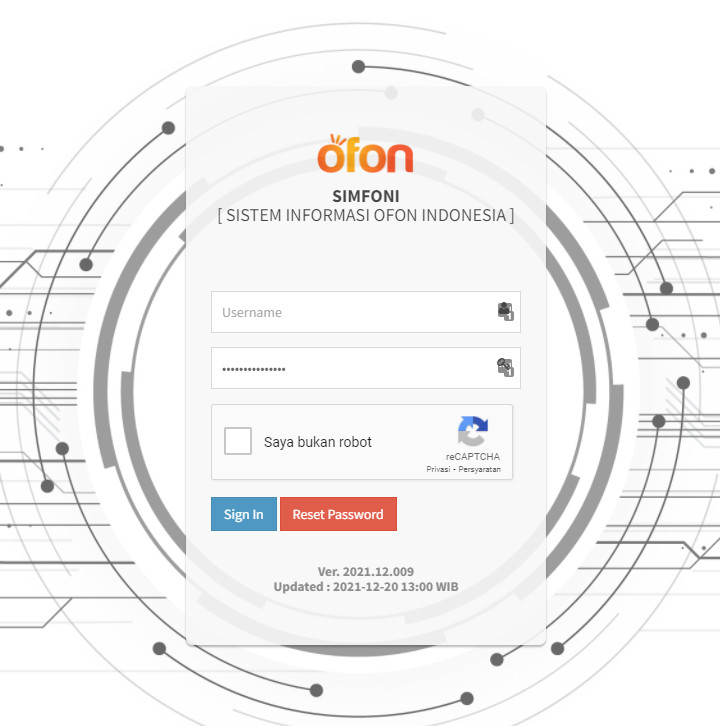 ofon
SIMFONI
[ SISTEM INFORMASI OFON INDONESIA ]
Username
•••••••••••••••
Saya bukan robot
reCAPTCHA
Privasi - Persyaratan
Sign In
Reset Password
Ver. 2021.12.009
Updated : 2021-12-20 13:00 WIB